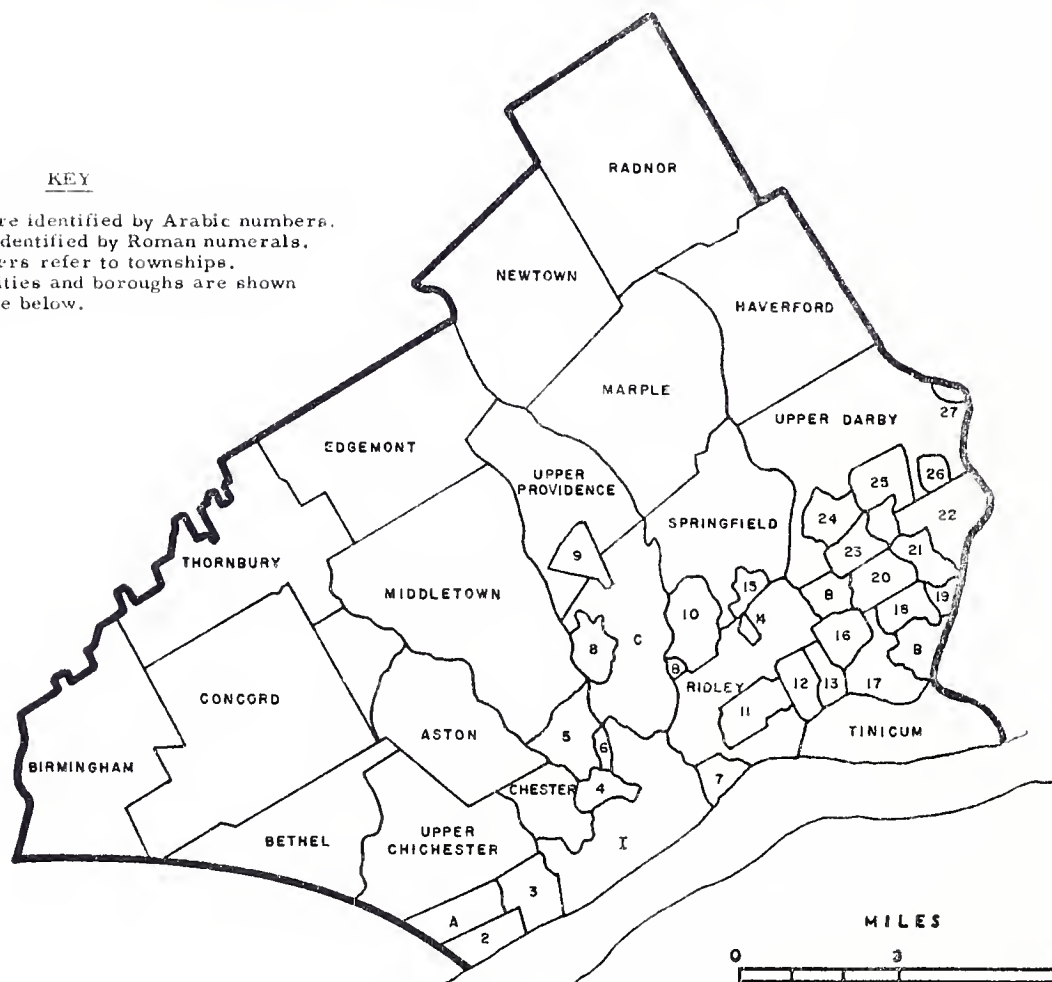 KEY
re identified by Arabic numbers.
dentified by Roman numerals.
ers refer to townships.
ities and boroughs are shown
e below.
RADNOR
NEWTOWN
HAVERFORD
MARPLE
27
UPPER DARBY
EDGEMONT
UPPER
PROVIDENCE
25
26
SPRINGFIELD
24
22
9
23
21
THORNBURY
MIDDLETOWN
15
20
10
14
B
19
8
C
16
18
B
B
RIDLEY
12
13
17
CONCORD
11
5
ASTON
6
TINICUM
BIRMINGHAM
7
CHESTER
4
BETHEL
UPPER
CHICHESTER
I
3
A
2
MILES
0
3